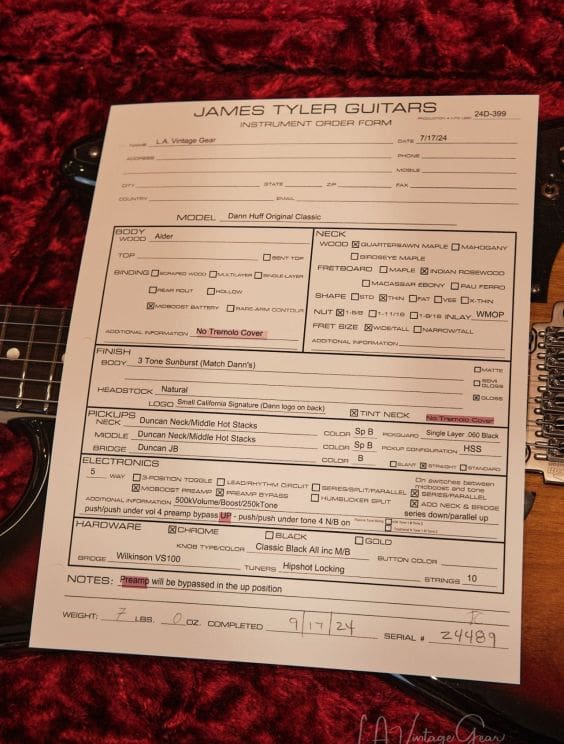 JAMES TYLER GUITARS
INSTRUMENT ORDER FORM
24D-399
NAME L.A. Vintage Gear DATE 7/17/24
ADDRESS PHONE
MOBILE
CITY STATE ZIP FAX
COUNTRY EMAIL
MODEL Dann Huff Original Classic
BODY
WOOD Alder
TOP BENT TOP
BINDING SCRAPED WOOD MULTILAYER SINGLE LAYER
REAR ROUT HOLLOW
MIDBOOST BATTERY BARE-ARM CONTOUR
ADDITIONAL INFORMATION No Tremolo Cover
NECK
WOOD ☒ QUARTERSAWN MAPLE MAHOGANY
BIRDSEYE MAPLE
FRETBOARD MAPLE ☒ INDIAN ROSEWOOD
MACASSAR EBONY PAU FERRO
SHAPE STD ☒ THIN FAT VEE X-THIN
NUT ☒ 1-5/8 1-11/16 1-9/16 INLAY WMOP
FRET SIZE ☒ WIDE/TALL NARROW/TALL
ADDITIONAL INFORMATION
FINISH
BODY 3 Tone Sunburst (Match Dann's) MATTE
SEMI GLOSS
HEADSTOCK Natural ☒ GLOSS
LOGO Small California Signature (Dann logo on back) ☒ TINT NECK No Tremolo Cover
PICKUPS
NECK Duncan Neck/Middle Hot Stacks COLOR Sp B PICKGUARD Single Layer .060 Black
MIDDLE Duncan Neck/Middle Hot Stacks COLOR Sp B PICKUP CONFIGURATION HSS
BRIDGE Duncan JB COLOR B SLANT ☒ STRAIGHT STANDARD
ELECTRONICS
5 WAY 3-POSITION TOGGLE LEAD/RHYTHM CIRCUIT SERIES/SPLIT/PARALLEL On switches between midboost and tone
☒ MIDBOOST PREAMP ☒ PREAMP BYPASS HUMBUCKER SPLIT ☒ SERIES/PARALLEL
☒ ADD NECK & BRIDGE
ADDITIONAL INFORMATION 500kVolume/Boost/250kTone series down/parallel up
push/push under vol 4 preamp bypass UP - push/push under tone 4 N/B on
HARDWARE ☒ CHROME BLACK GOLD
KNOB TYPE/COLOR Classic Black All inc M/B BUTTON COLOR
BRIDGE Wilkinson VS100 TUNERS Hipshot Locking STRINGS 10
NOTES: Preamp will be bypassed in the up position
WEIGHT: 7 LBS. 0 OZ. COMPLETED 9/17/24 SERIAL # 24489
L.A. Vintage Gear